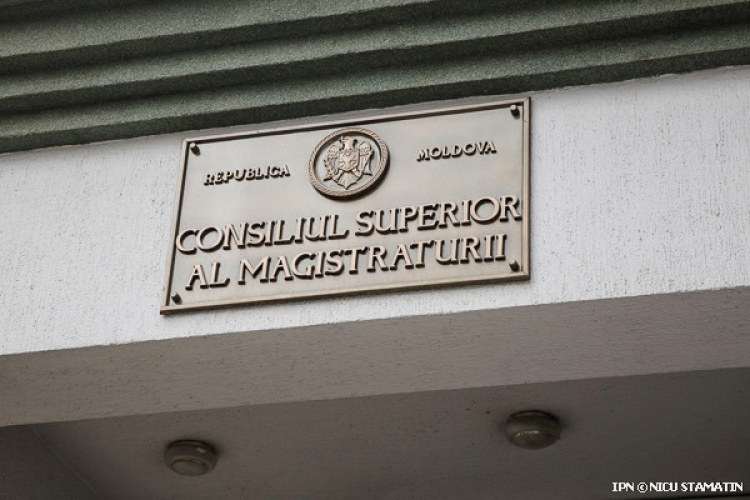 REPUBLICA MOLDOVA
CONSILIUL SUPERIOR
AL MAGISTRATURII
IPN © NICU STAMATIN